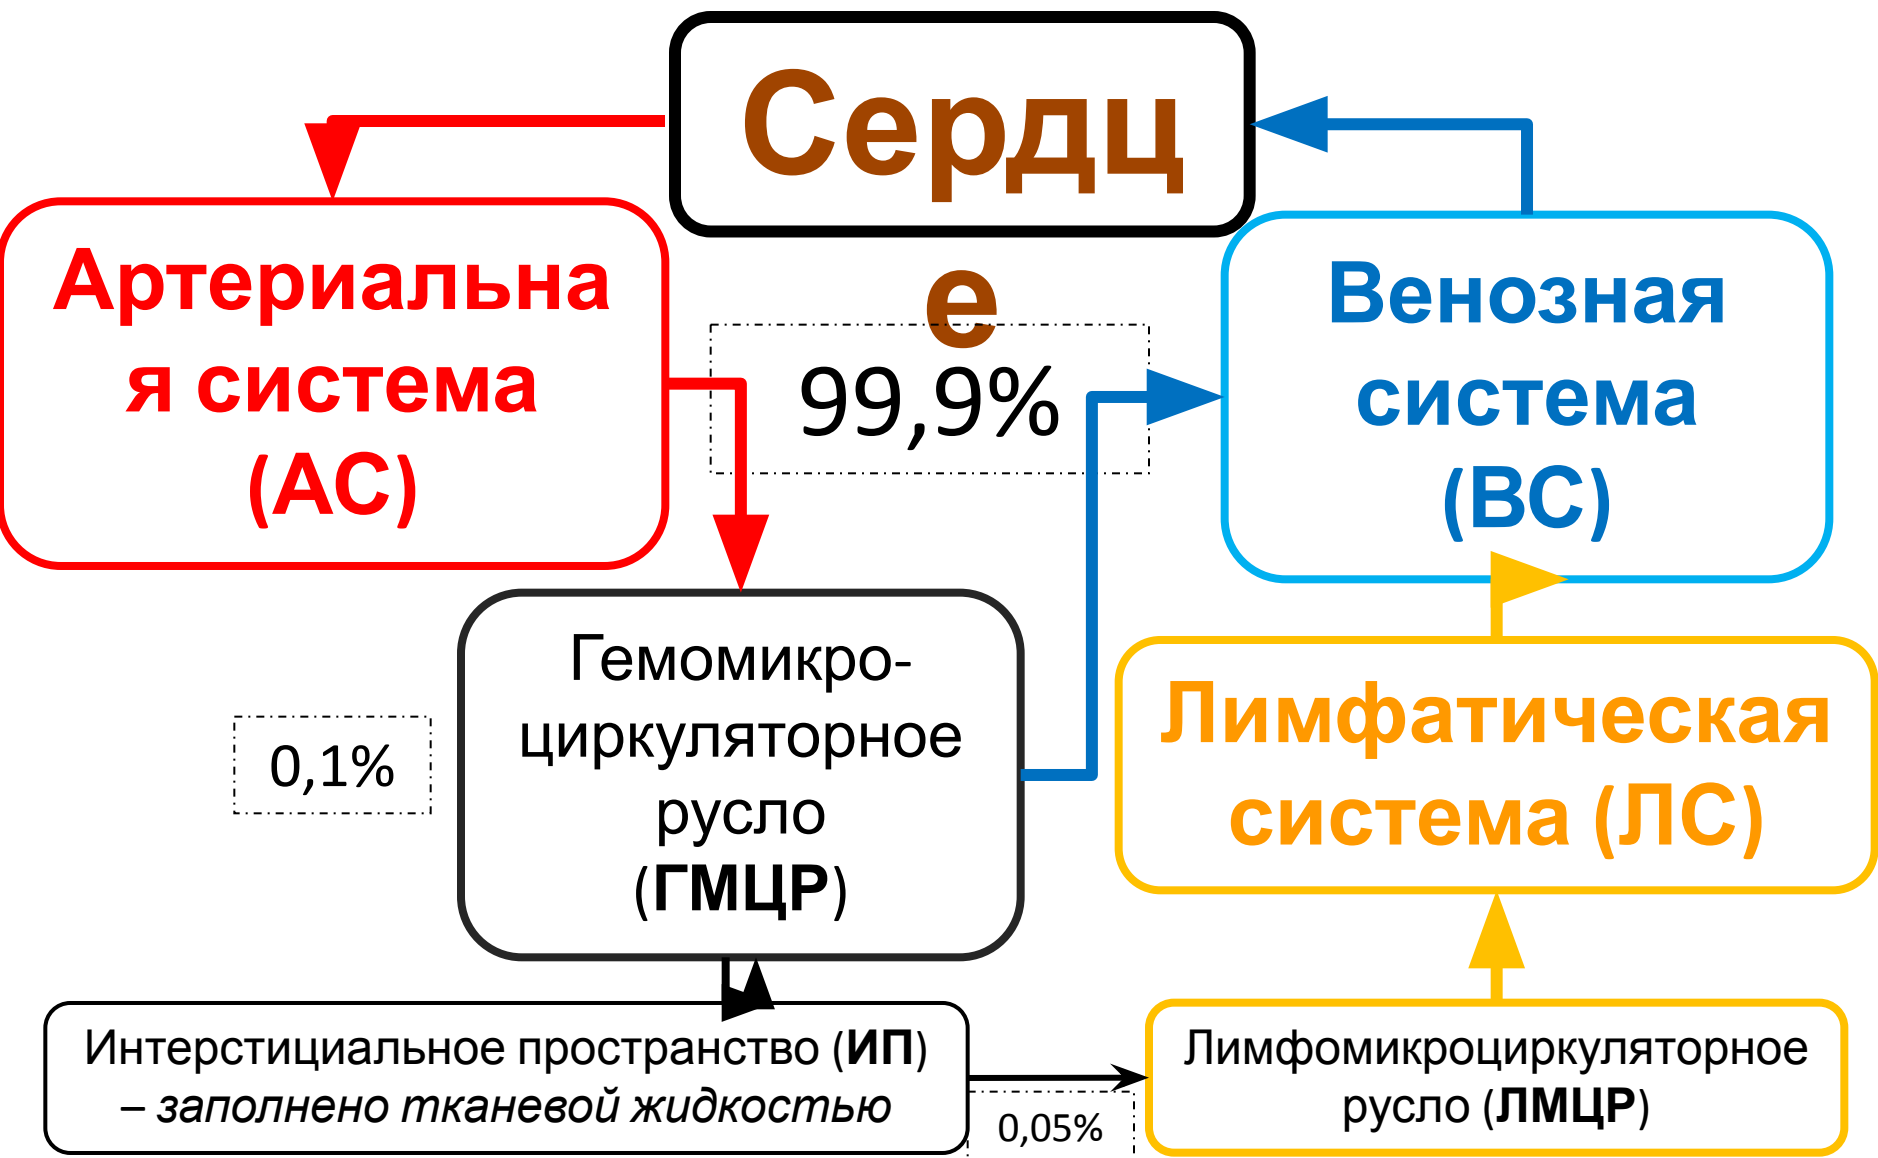 Сердц
е
Артериальна
я система
(АС)
99,9%
Венозная
система
(ВС)
Гемомикро-
циркуляторное
русло
(ГМЦР)
0,1%
Лимфатическая
система (ЛС)
Интерстициальное пространство (ИП)
– заполнено тканевой жидкостью
0,05%
Лимфомикроциркуляторное
русло (ЛМЦР)